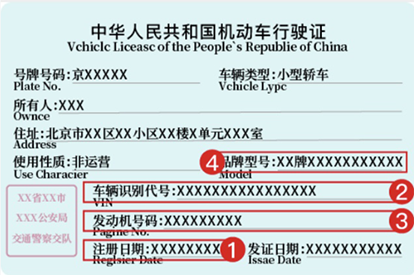 中华人民共和国机动车行驶证
Vchiclc Liceasc of the People`s Republie of China
号牌号码:京XXXXX 车辆类型:小型轿车
Plate No. Vchicle Lypc
所有人:XXX
Ownce
住址:北京市XX区XX小区XX楼X单元XXX室
Address
使用性质:非运营 4 品牌型号:XX牌XXXXXXXXXXX
Use Characier Model
XX省XX市
XXX公安局
交通警察交队
车辆识别代号:XXXXXXXXXXXXXXXX 2
VIN
发动机号码:XXXXXXXXX 3
Pagine No.
注册日期:XXXXXXXX 1 发证日期:XXXXXXXXXXX
Reglsier Date Issae Date